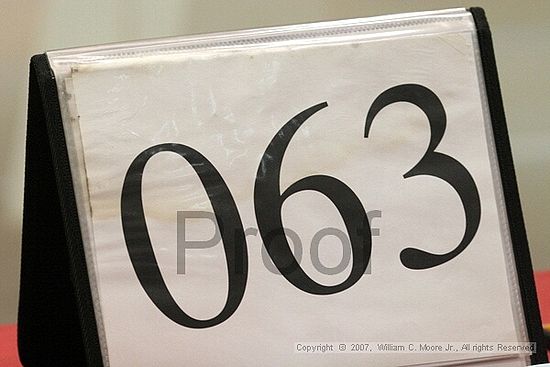 063
Proof
Copyright © 2007, William C. Moore Jr., All rights Reserved